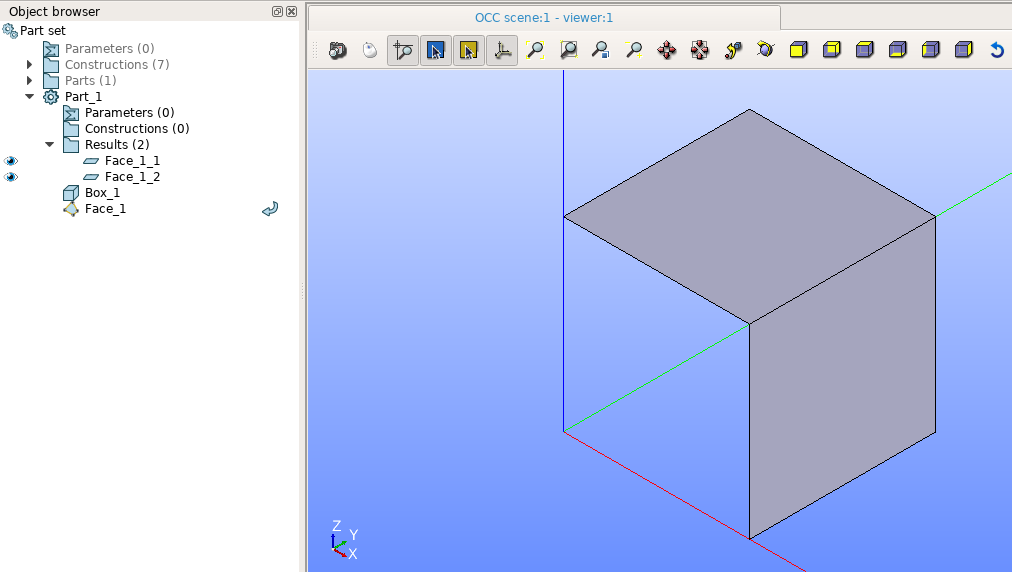 Object browser
Part set
Parameters (0)
Constructions (7)
Parts (1)
Part_1
Parameters (0)
Constructions (0)
Results (2)
Face_1_1
Face_1_2
Box_1
Face_1
OCC scene:1 - viewer:1
Z
Y
X